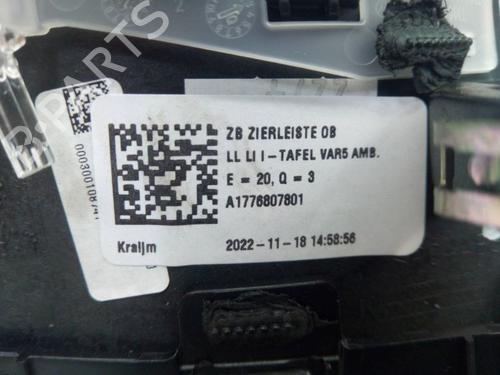 ZB ZIERLEISTE OB
LL LI I-TAFEL VAR5 AMB.
E = 20, Q = 3
A1776807801
Kraljm
2022-11-18 14:58:56